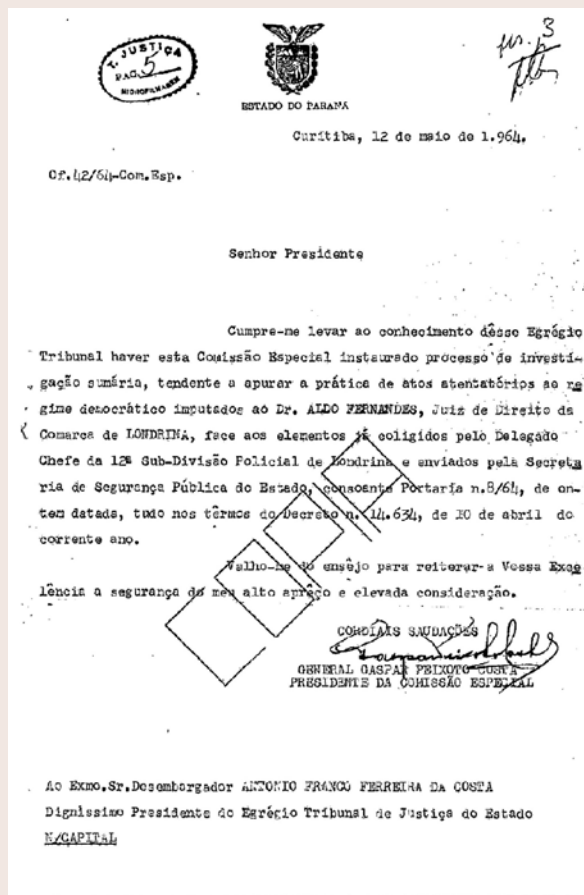 T. JUSTIÇA
PAG. 5
MICROFILMAGEM
fls. 3
ESTADO DO PARANÁ
Curitiba, 12 de maio de 1.964.
Of.42/64-Com.Esp.
Senhor Presidente
Cumpre-me levar ao conhecimento dêsse Egrégio
Tribunal haver esta Comissão Especial instaurado processo de investi-
gação sumária, tendente a apurar a prática de atos atentatórios ao re
gime democrático imputados ao Dr. ALDO FERNANDES, Juiz de Direito da
Comarca de LONDRINA, face aos elementos já coligidos pelo Delegado
Chefe da 12ª Sub-Divisão Policial de Londrina e enviados pela Secreta
ria de Segurança Pública do Estado, consoante Portaria n.8/64, de on-
tem datada, tudo nos têrmos do Decreto n. 14.634, de 10 de abril do
corrente ano.
Valho-me do ensêjo para reiterar a Vossa Exce
lência a segurança do meu alto aprêço e elevada consideração.
CORDIAIS SAUDAÇÕES
GENERAL GASPAR PEIXOTO COSTA
PRESIDENTE DA COMISSÃO ESPECIAL
Ao Exmo.Sr.Desembargador ANTONIO FRANCO FERREIRA DA COSTA
Digníssimo Presidente do Egrégio Tribunal de Justiça do Estado
N/CAPITAL